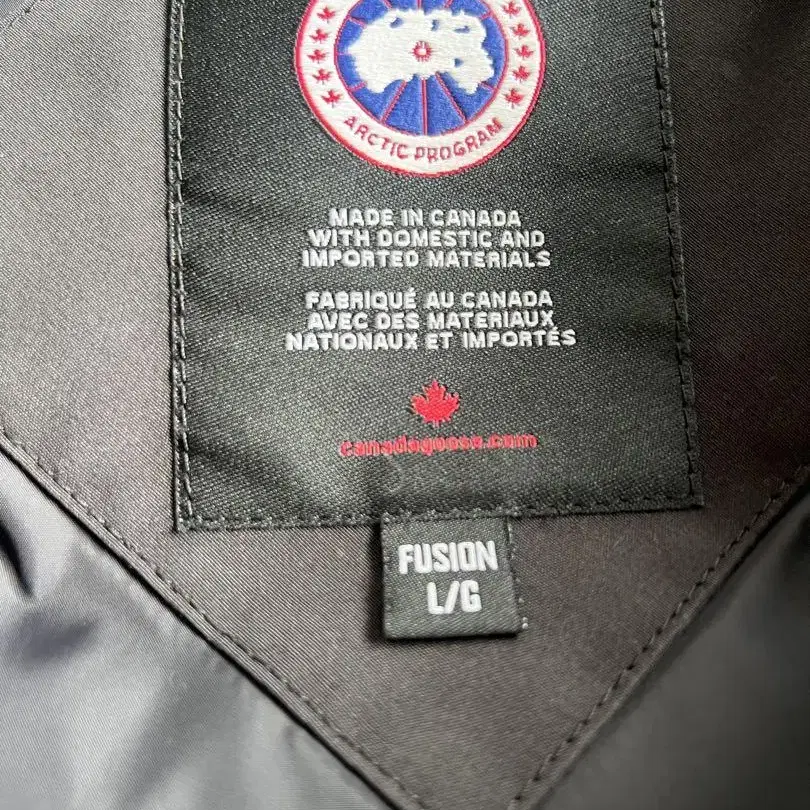 ARCTIC PROGRAM
MADE IN CANADA
WITH DOMESTIC AND
IMPORTED MATERIALS
FABRIQUÉ AU CANADA
AVEC DES MATERIAUX
NATIONAUX ET IMPORTÉS
canadagoose.com
FUSION
L/G